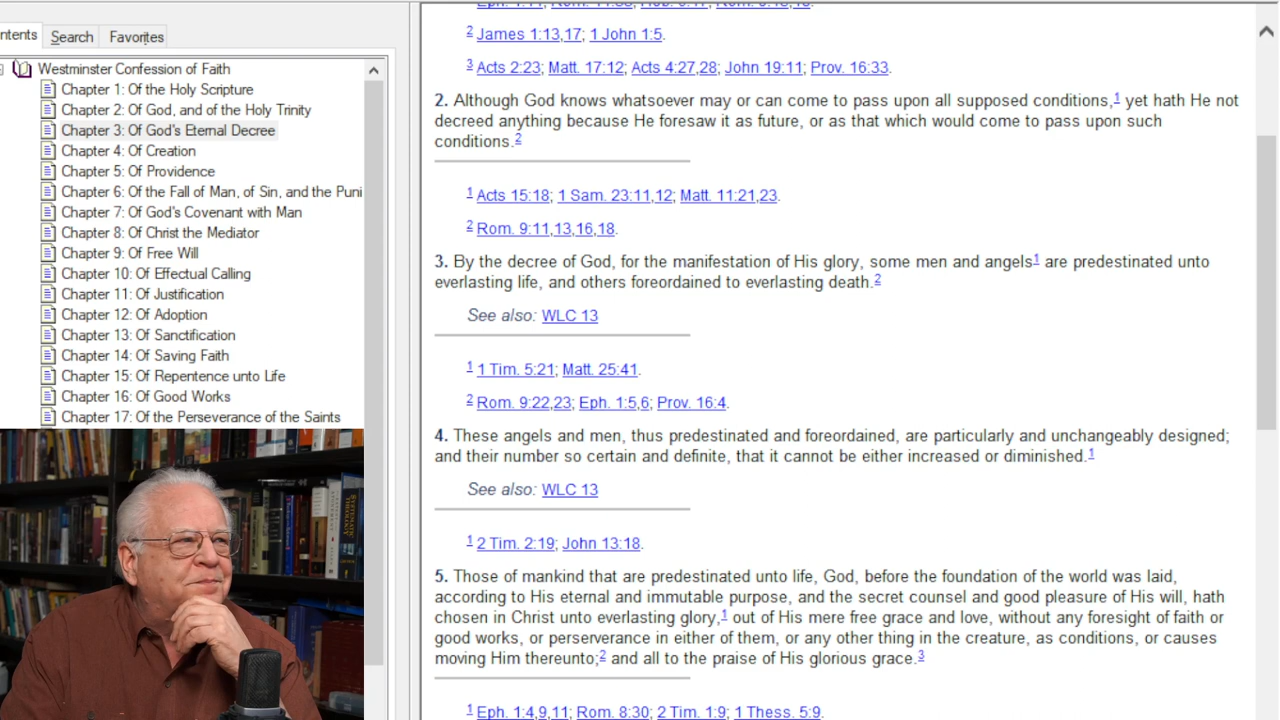 ntents Search Favorites
Westminster Confession of Faith
Chapter 1: Of the Holy Scripture
Chapter 2: Of God, and of the Holy Trinity
Chapter 3: Of God's Eternal Decree
Chapter 4: Of Creation
Chapter 5: Of Providence
Chapter 6: Of the Fall of Man, of Sin, and the Puni
Chapter 7: Of God's Covenant with Man
Chapter 8: Of Christ the Mediator
Chapter 9: Of Free Will
Chapter 10: Of Effectual Calling
Chapter 11: Of Justification
Chapter 12: Of Adoption
Chapter 13: Of Sanctification
Chapter 14: Of Saving Faith
Chapter 15: Of Repentence unto Life
Chapter 16: Of Good Works
Chapter 17: Of the Perseverance of the Saints
SYSTEMATIC THEOLOGY
2 James 1:13,17; 1 John 1:5.
3 Acts 2:23; Matt. 17:12; Acts 4:27,28; John 19:11; Prov. 16:33.
2. Although God knows whatsoever may or can come to pass upon all supposed conditions,1 yet hath He not
decreed anything because He foresaw it as future, or as that which would come to pass upon such
conditions.2
1 Acts 15:18; 1 Sam. 23:11,12; Matt. 11:21,23.
2 Rom. 9:11,13,16,18.
3. By the decree of God, for the manifestation of His glory, some men and angels1 are predestinated unto
everlasting life, and others foreordained to everlasting death.2
See also: WLC 13
1 1 Tim. 5:21; Matt. 25:41.
2 Rom. 9:22,23; Eph. 1:5,6; Prov. 16:4.
4. These angels and men, thus predestinated and foreordained, are particularly and unchangeably designed;
and their number so certain and definite, that it cannot be either increased or diminished.1
See also: WLC 13
1 2 Tim. 2:19; John 13:18.
5. Those of mankind that are predestinated unto life, God, before the foundation of the world was laid,
according to His eternal and immutable purpose, and the secret counsel and good pleasure of His will, hath
chosen in Christ unto everlasting glory,1 out of His mere free grace and love, without any foresight of faith or
good works, or perserverance in either of them, or any other thing in the creature, as conditions, or causes
moving Him thereunto;2 and all to the praise of His glorious grace.3
1 Eph. 1:4,9,11; Rom. 8:30; 2 Tim. 1:9; 1 Thess. 5:9.